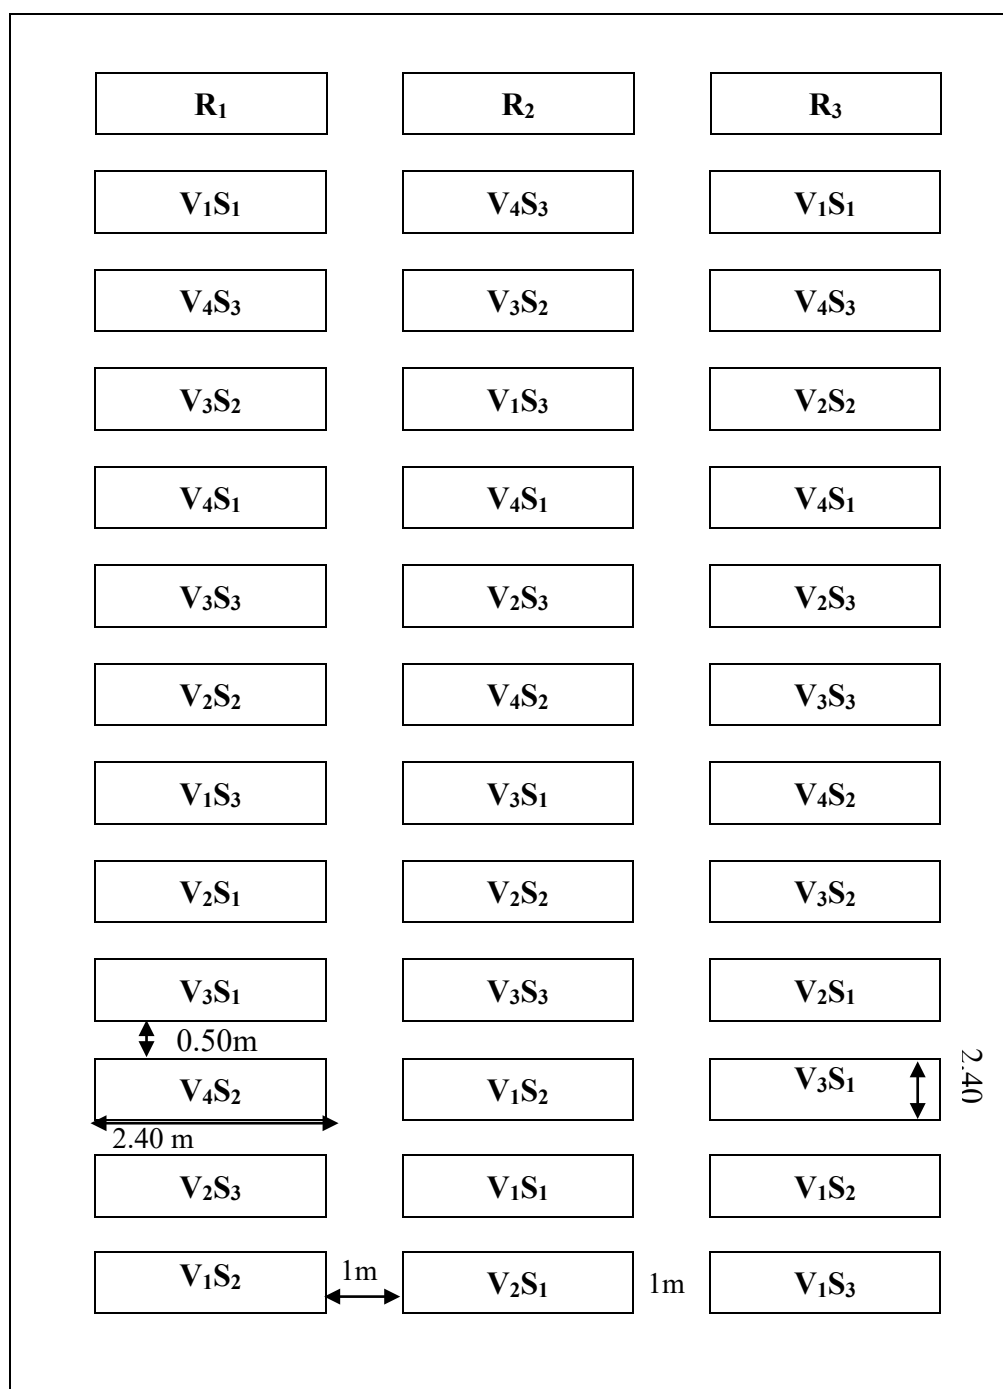 R₁ R₂ R₃
V₁S₁ V₄S₃ V₁S₁
V₄S₃ V₃S₂ V₄S₃
V₃S₂ V₁S₃ V₂S₂
V₄S₁ V₄S₁ V₄S₁
V₃S₃ V₂S₃ V₂S₃
V₂S₂ V₄S₂ V₃S₃
V₁S₃ V₃S₁ V₄S₂
V₂S₁ V₂S₂ V₃S₂
V₃S₁ V₃S₃ V₂S₁
0.50m
V₄S₂ V₁S₂ V₃S₁ 2.40
2.40 m
V₂S₃ V₁S₁ V₁S₂
V₁S₂ 1m V₂S₁ 1m V₁S₃